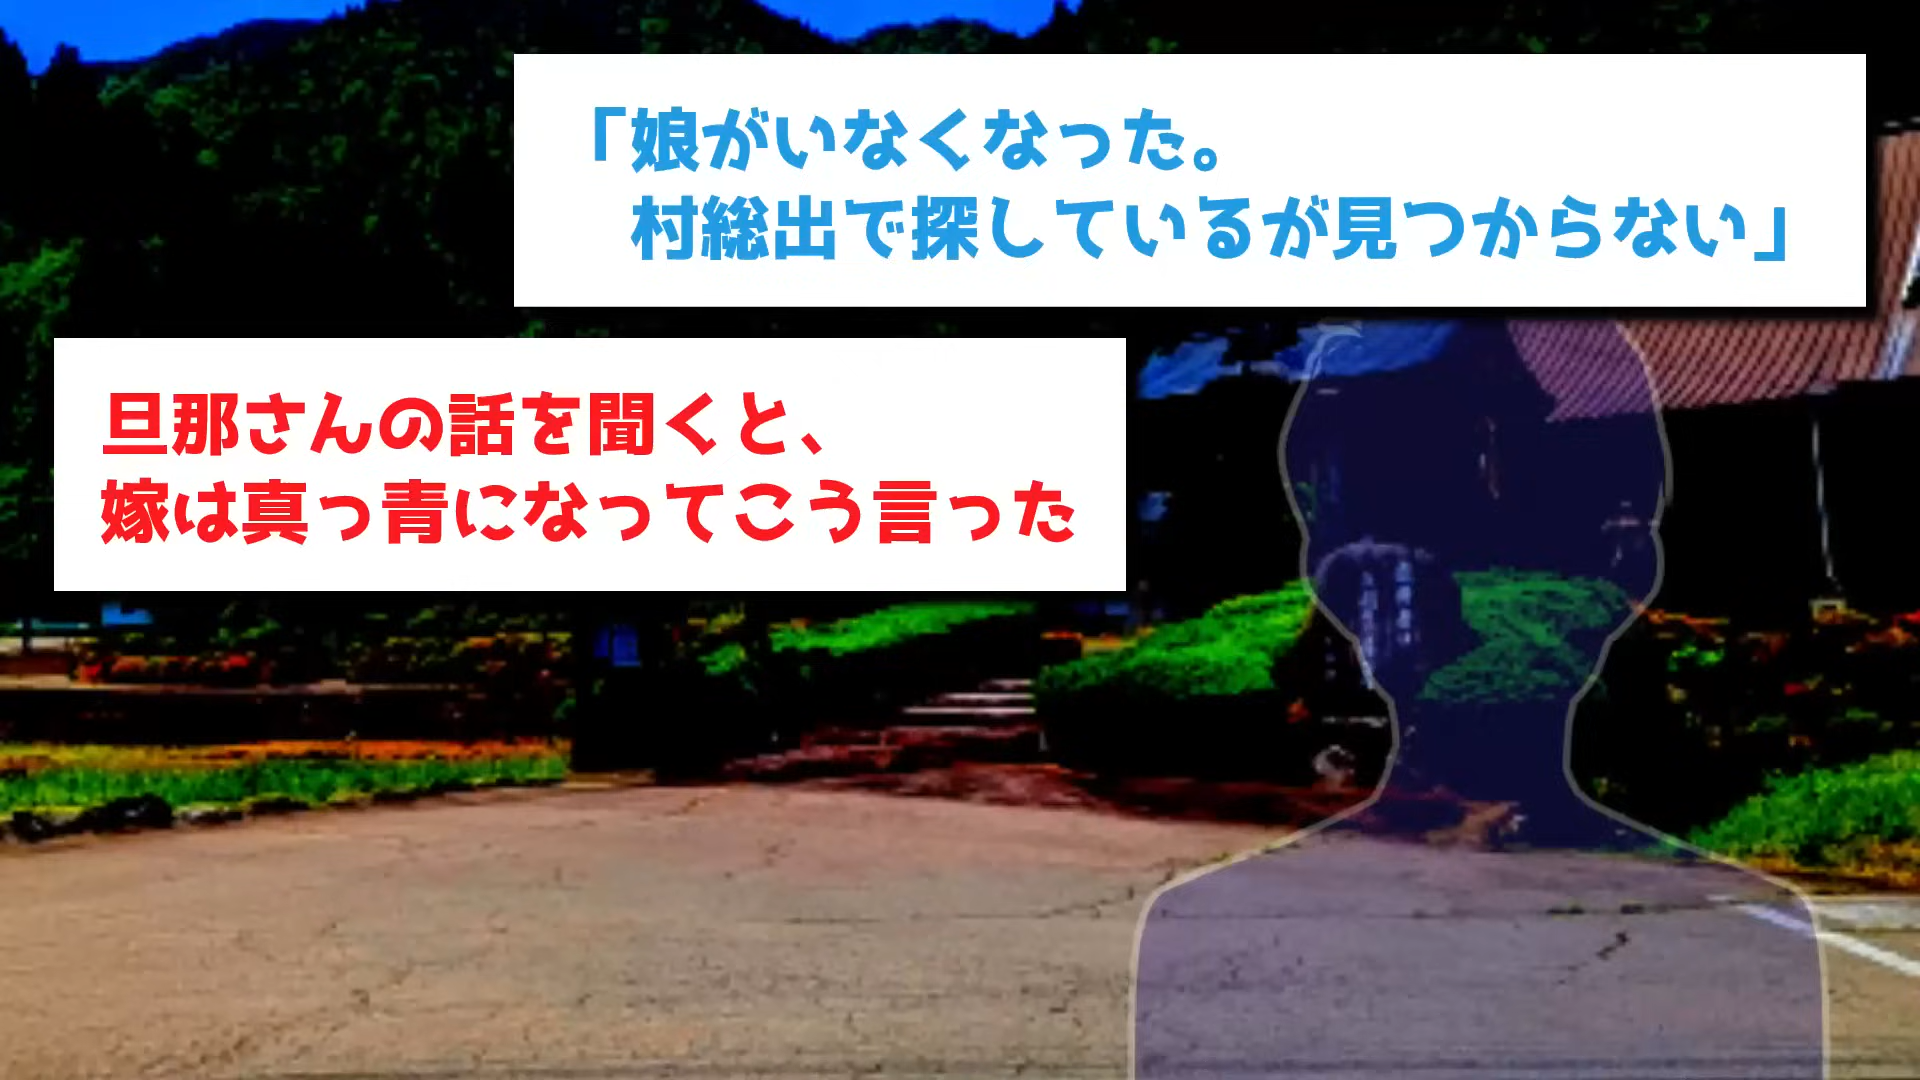 「娘がいなくなった。
村総出で探しているが見つからない」
旦那さんの話を聞くと、
嫁は真っ青になってこう言った